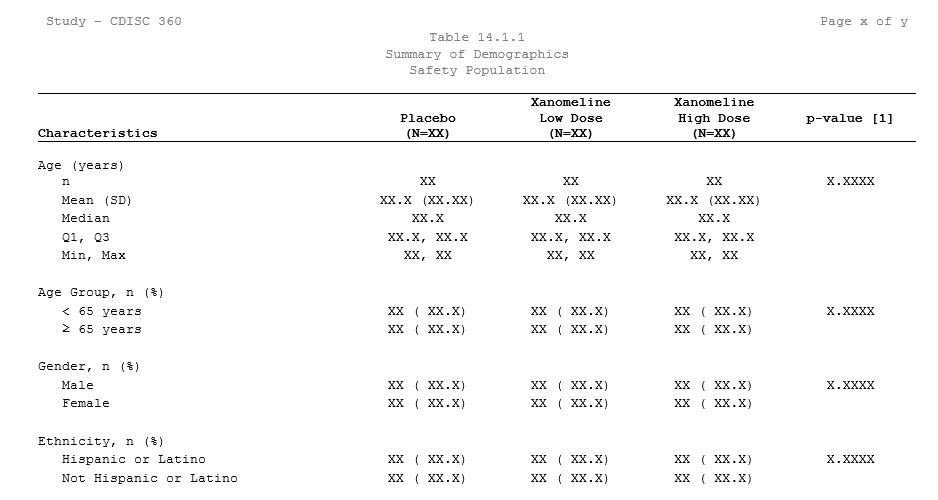 Study – CDISC 360 Page x of y
Table 14.1.1
Summary of Demographics
Safety Population
Xanomeline Xanomeline
Placebo Low Dose High Dose p-value [1]
Characteristics (N=XX) (N=XX) (N=XX)
Age (years)
n XX XX XX X.XXXX
Mean (SD) XX.X (XX.XX) XX.X (XX.XX) XX.X (XX.XX)
Median XX.X XX.X XX.X
Q1, Q3 XX.X, XX.X XX.X, XX.X XX.X, XX.X
Min, Max XX, XX XX, XX XX, XX
Age Group, n (%)
< 65 years XX ( XX.X) XX ( XX.X) XX ( XX.X) X.XXXX
≥ 65 years XX ( XX.X) XX ( XX.X) XX ( XX.X)
Gender, n (%)
Male XX ( XX.X) XX ( XX.X) XX ( XX.X) X.XXXX
Female XX ( XX.X) XX ( XX.X) XX ( XX.X)
Ethnicity, n (%)
Hispanic or Latino XX ( XX.X) XX ( XX.X) XX ( XX.X) X.XXXX
Not Hispanic or Latino XX ( XX.X) XX ( XX.X) XX ( XX.X)